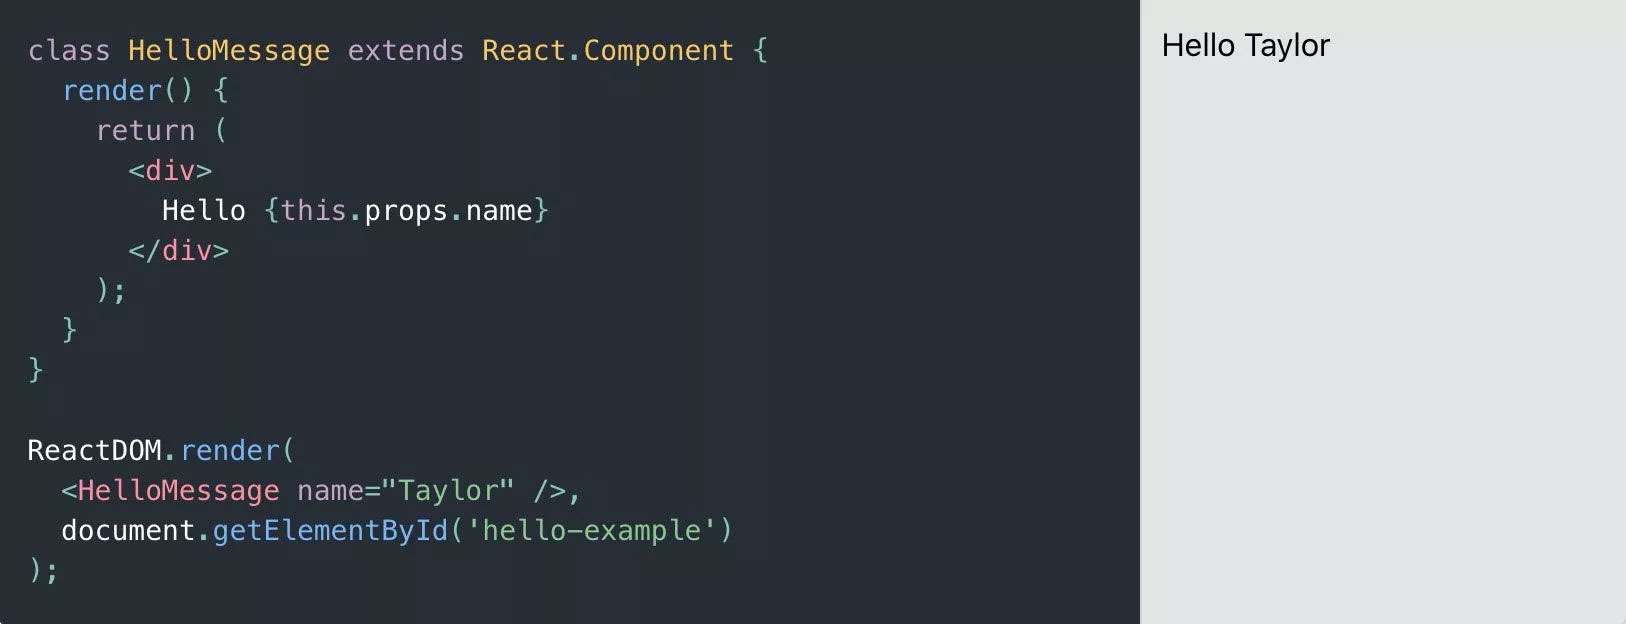 class HelloMessage extends React.Component {
  render() {
    return (
      <div>
        Hello {this.props.name}
      </div>
    );
  }
}

ReactDOM.render(
  <HelloMessage name="Taylor" />,
  document.getElementById('hello-example')
);
Hello Taylor